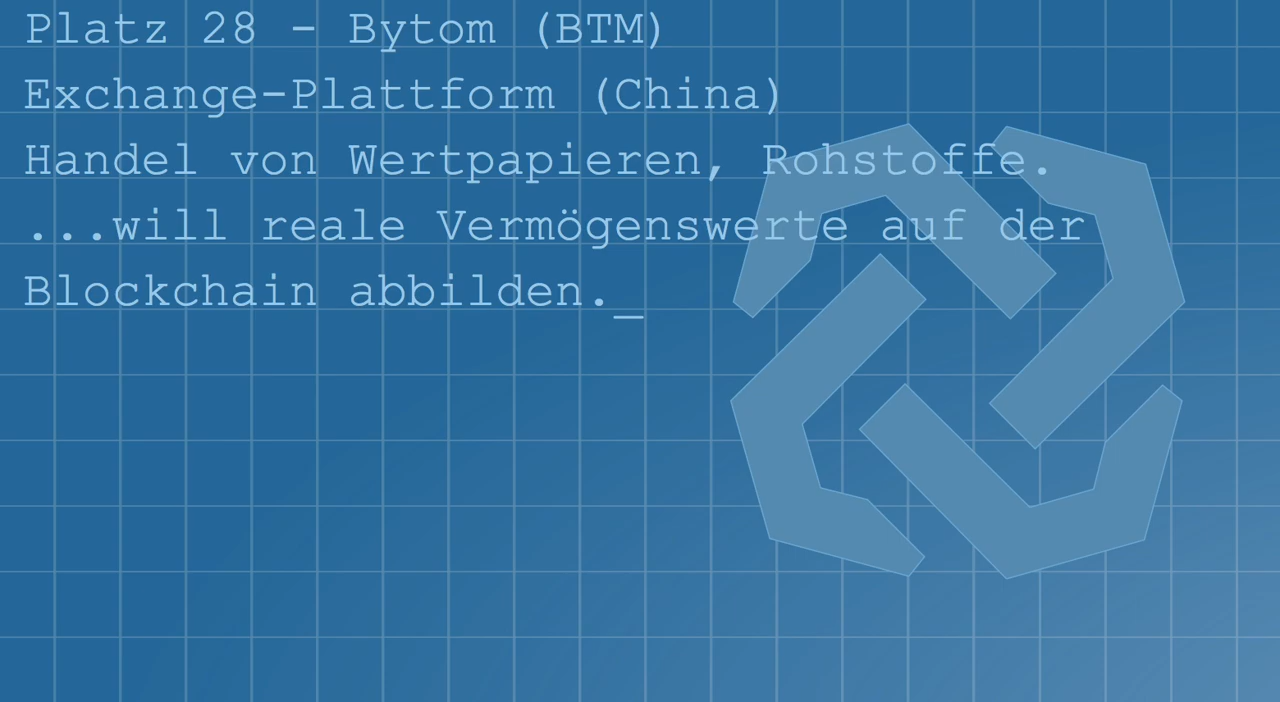 Platz 28 - Bytom (BTM)
Exchange-Plattform (China)
Handel von Wertpapieren, Rohstoffe.
...will reale Vermögenswerte auf der
Blockchain abbilden._